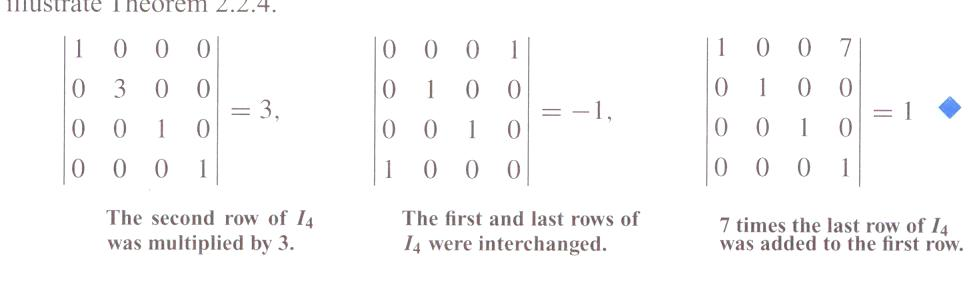 illustrate Theorem 2.2.4.
1 0 0 0
0 3 0 0
0 0 1 0
0 0 0 1
= 3,
0 0 0 1
0 1 0 0
0 0 1 0
1 0 0 0
= −1,
1 0 0 7
0 1 0 0
0 0 1 0
0 0 0 1
= 1
The second row of I₄
was multiplied by 3.
The first and last rows of
I₄ were interchanged.
7 times the last row of I₄
was added to the first row.